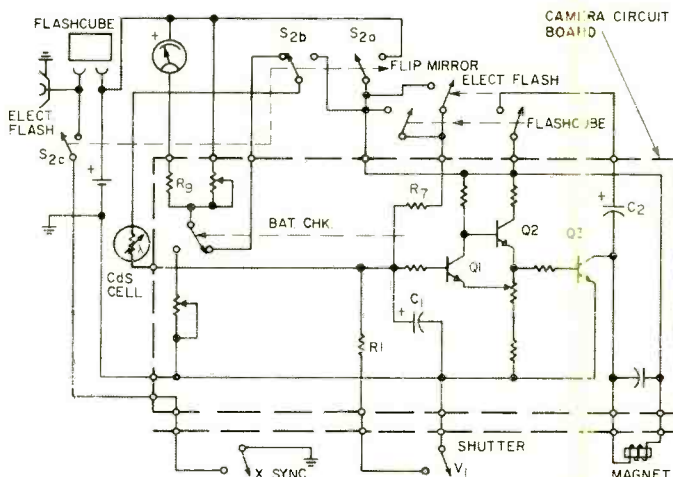 FLASHCUBE
CAMERA CIRCUIT
BOARD
S2b
S2a
FLIP MIRROR
ELECT FLASH
ELECT
FLASH
FLASHCUBE
S2c
+
+
R9
R7
+
C2
BAT. CHK.
Q2
Q3
Q1
λ
CdS
CELL
+
C1
R1
SHUTTER
X SYNC
V1
MAGNET